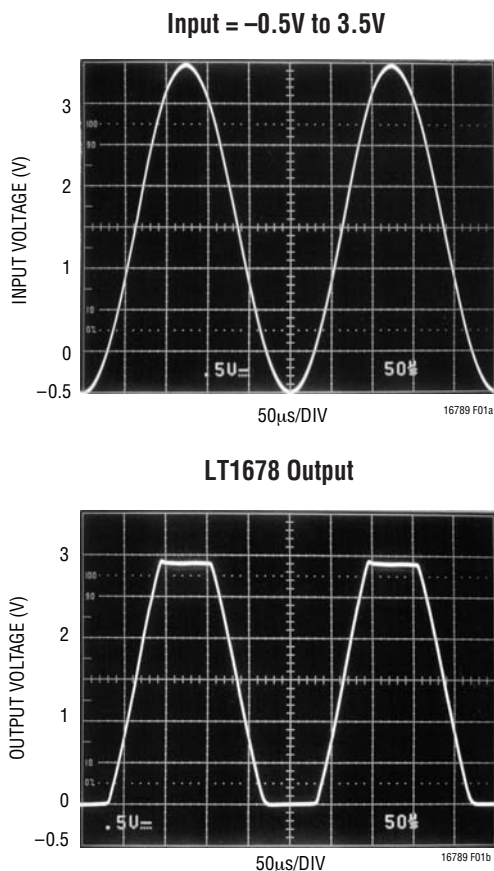 Input = –0.5V to 3.5V
INPUT VOLTAGE (V)
3
2
1
0
–0.5
100
90
10
0%
.5V
50µs
50µs/DIV
16789 F01a
LT1678 Output
OUTPUT VOLTAGE (V)
3
2
1
0
–0.5
100
90
10
0%
.5V
50µs
50µs/DIV
16789 F01b